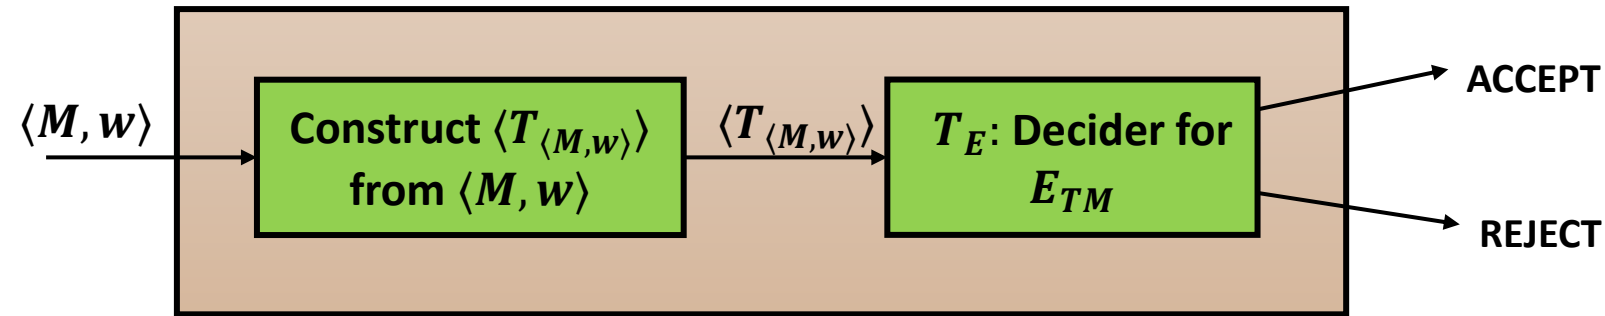 ⟨M, w⟩
Construct ⟨T⟨M,w⟩⟩
from ⟨M, w⟩
⟨T⟨M,w⟩⟩
T_E: Decider for
E_TM
ACCEPT
REJECT